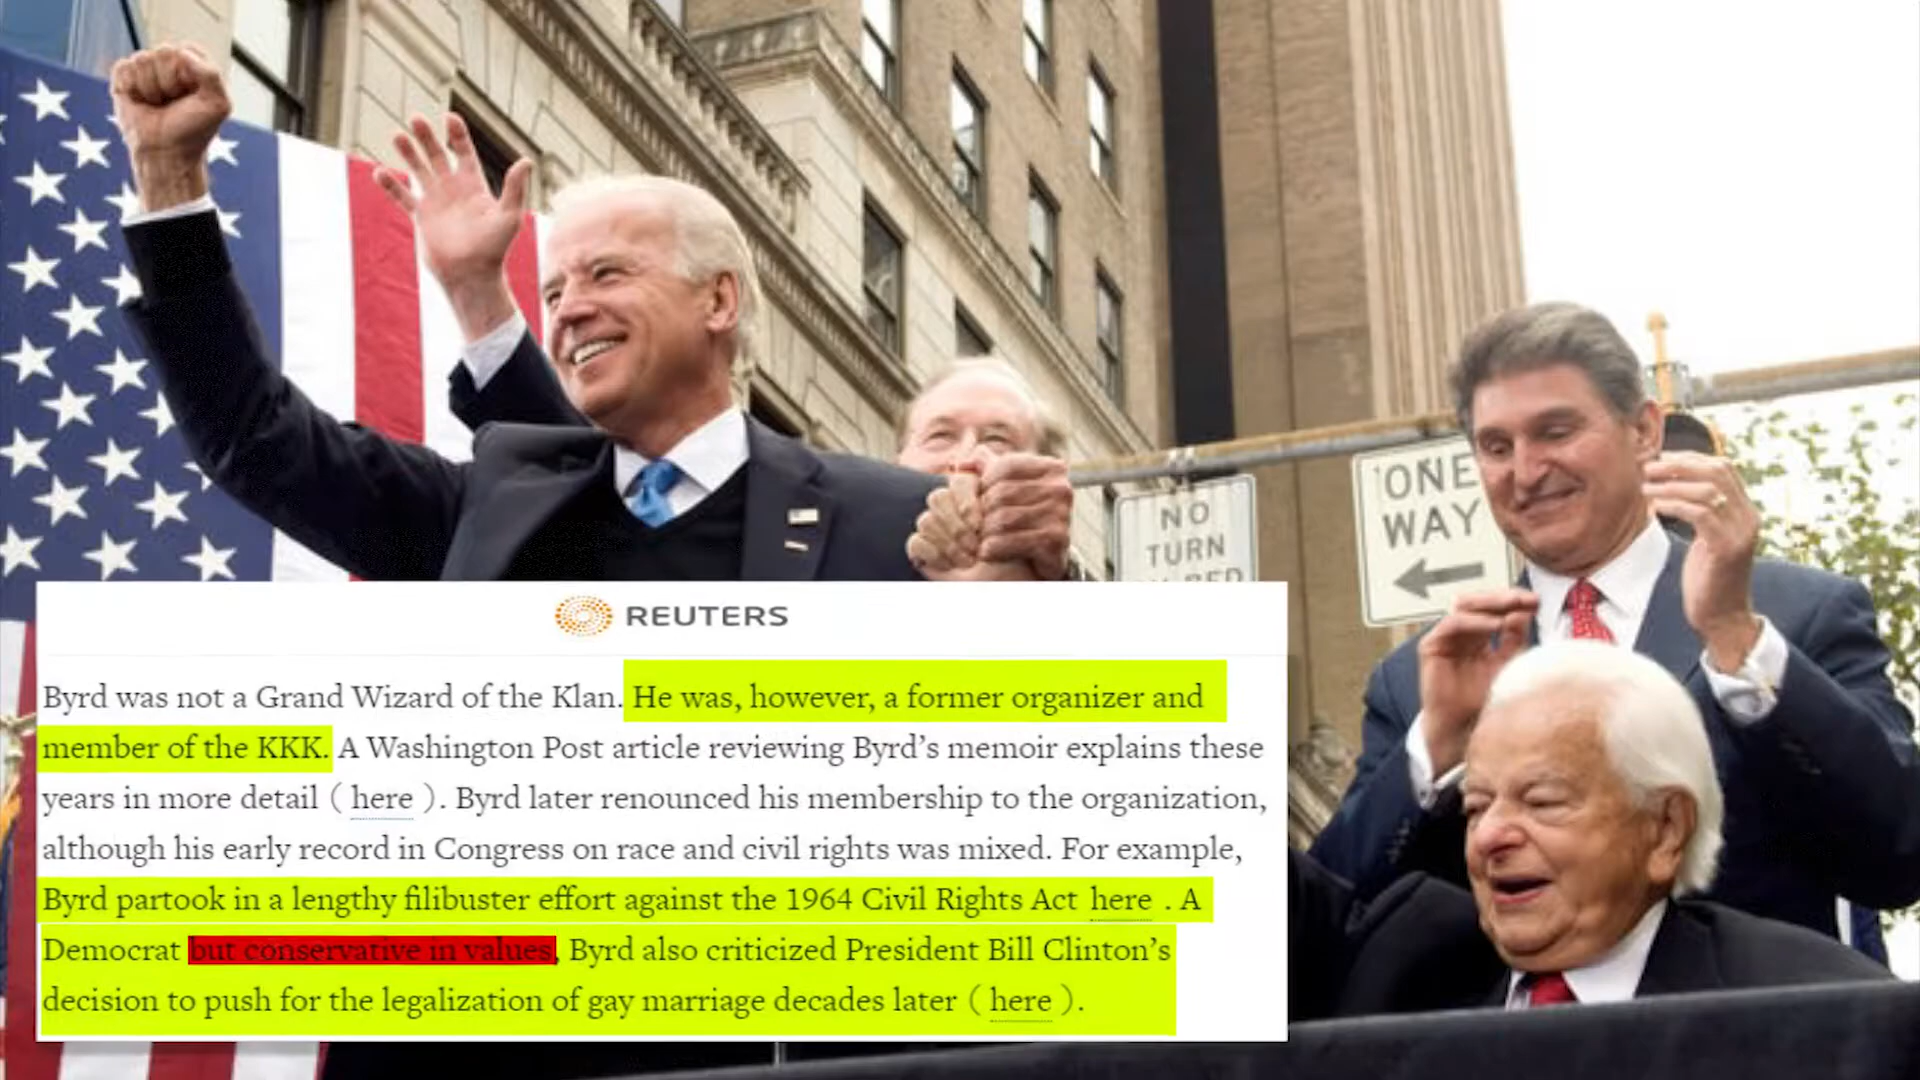 NO
TURN
ONE
WAY
REUTERS
Byrd was not a Grand Wizard of the Klan. He was, however, a former organizer and
member of the KKK. A Washington Post article reviewing Byrd's memoir explains these
years in more detail ( here ). Byrd later renounced his membership to the organization,
although his early record in Congress on race and civil rights was mixed. For example,
Byrd partook in a lengthy filibuster effort against the 1964 Civil Rights Act here . A
Democrat but conservative in values, Byrd also criticized President Bill Clinton's
decision to push for the legalization of gay marriage decades later ( here ).